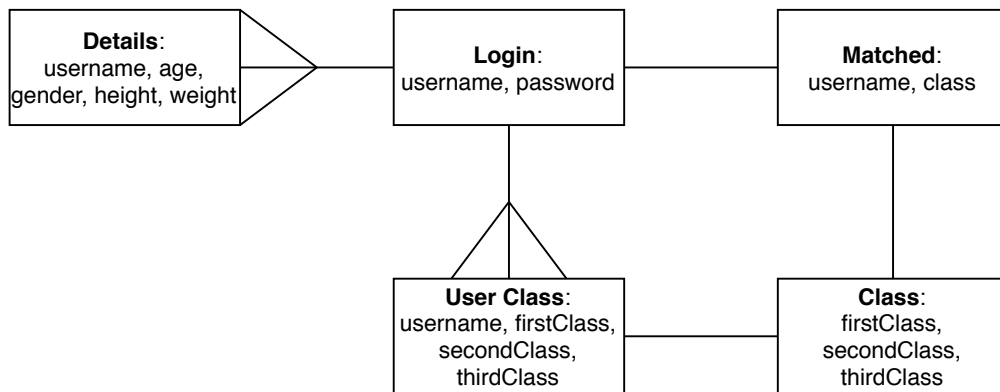 Details:
username, age,
gender, height, weight
Login:
username, password
Matched:
username, class
User Class:
username, firstClass,
secondClass,
thirdClass
Class:
firstClass,
secondClass,
thirdClass